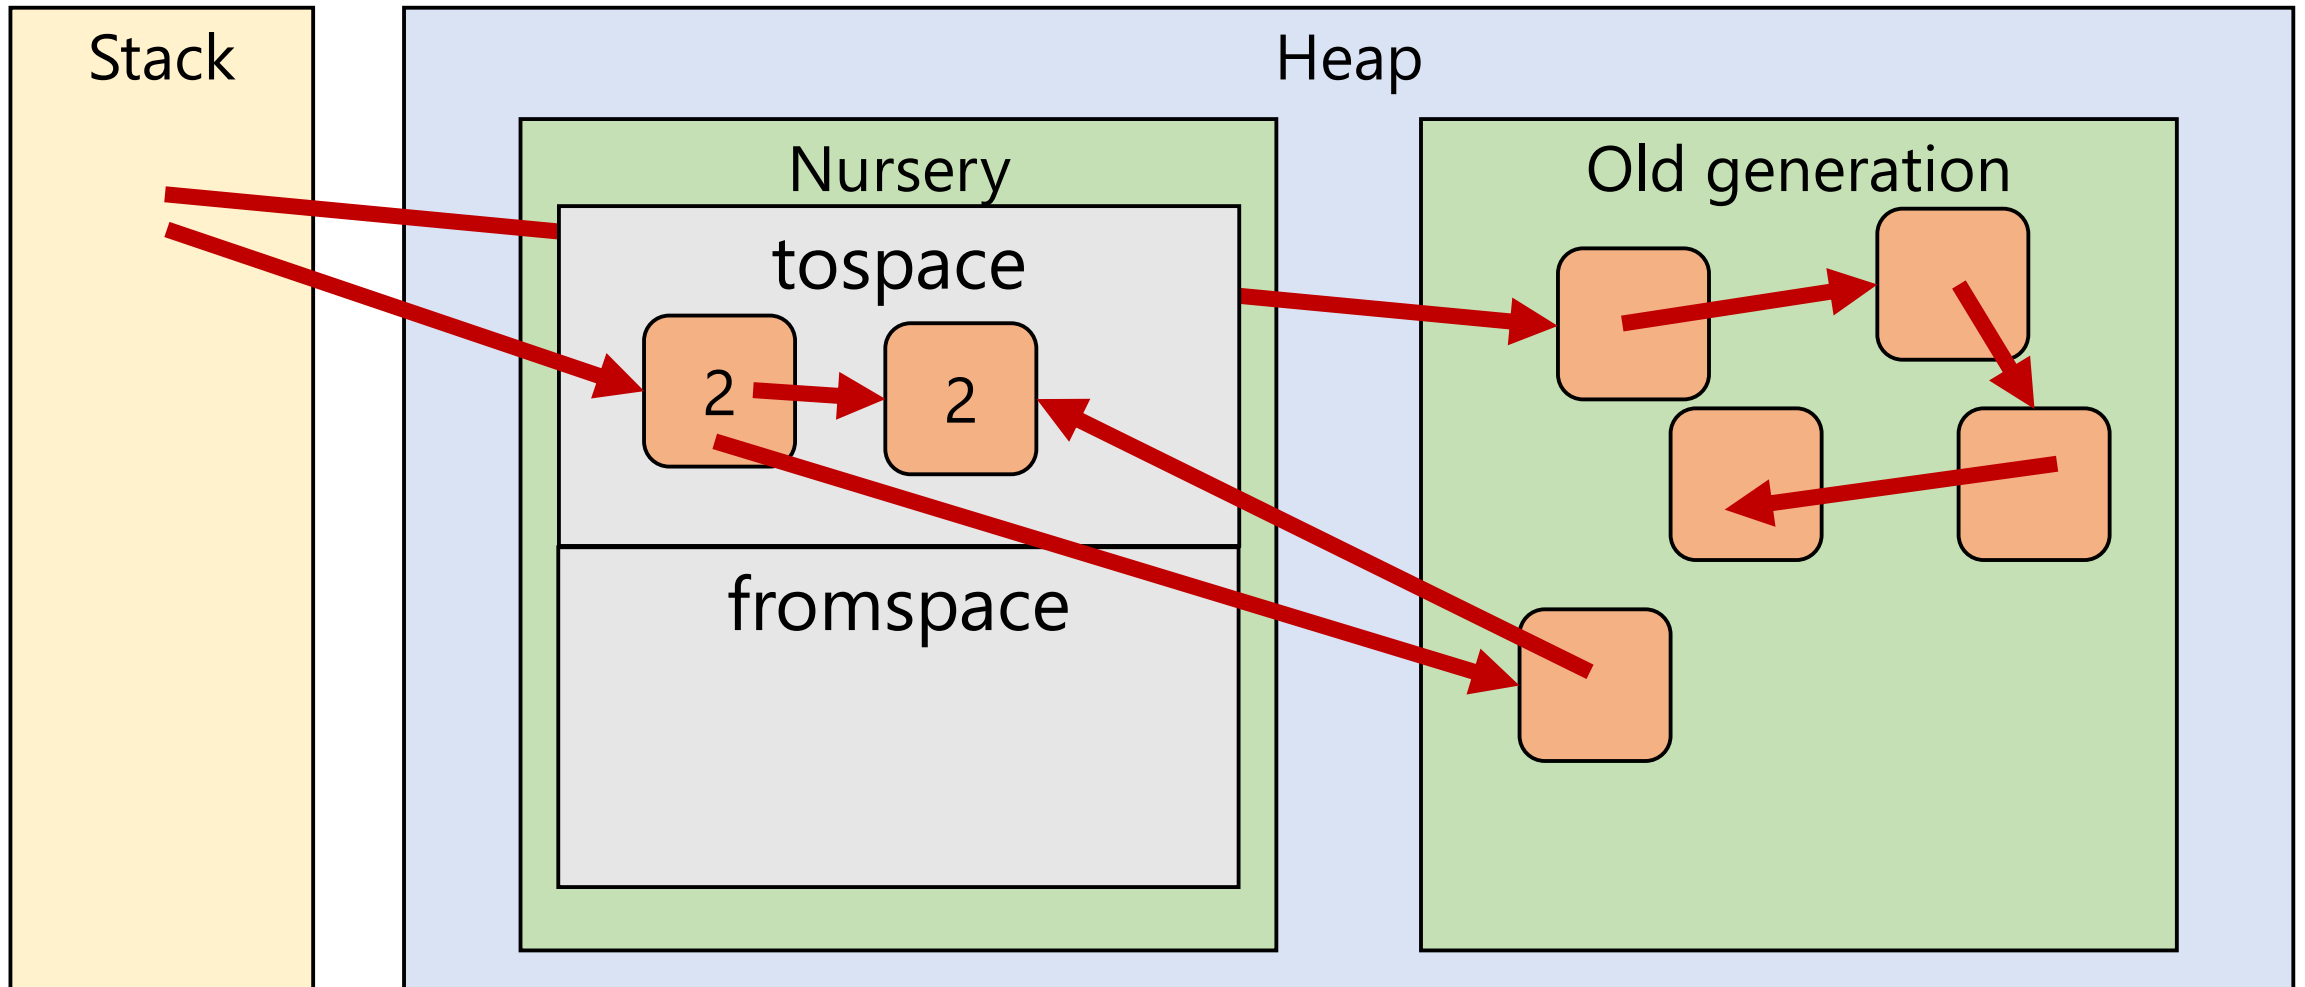 Stack
Heap
Nursery
Old generation
tospace
2
2
fromspace